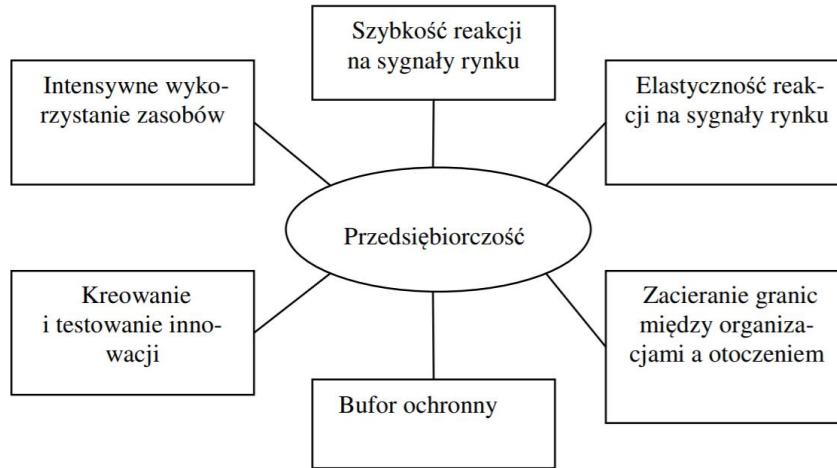 Szybkość reakcji
na sygnały rynku
Intensywne wyko-
rzystanie zasobów
Elastyczność reak-
cji na sygnały rynku
Przedsiębiorczość
Kreowanie
i testowanie inno-
wacji
Zacieranie granic
między organiza-
cjami a otoczeniem
Bufor ochronny